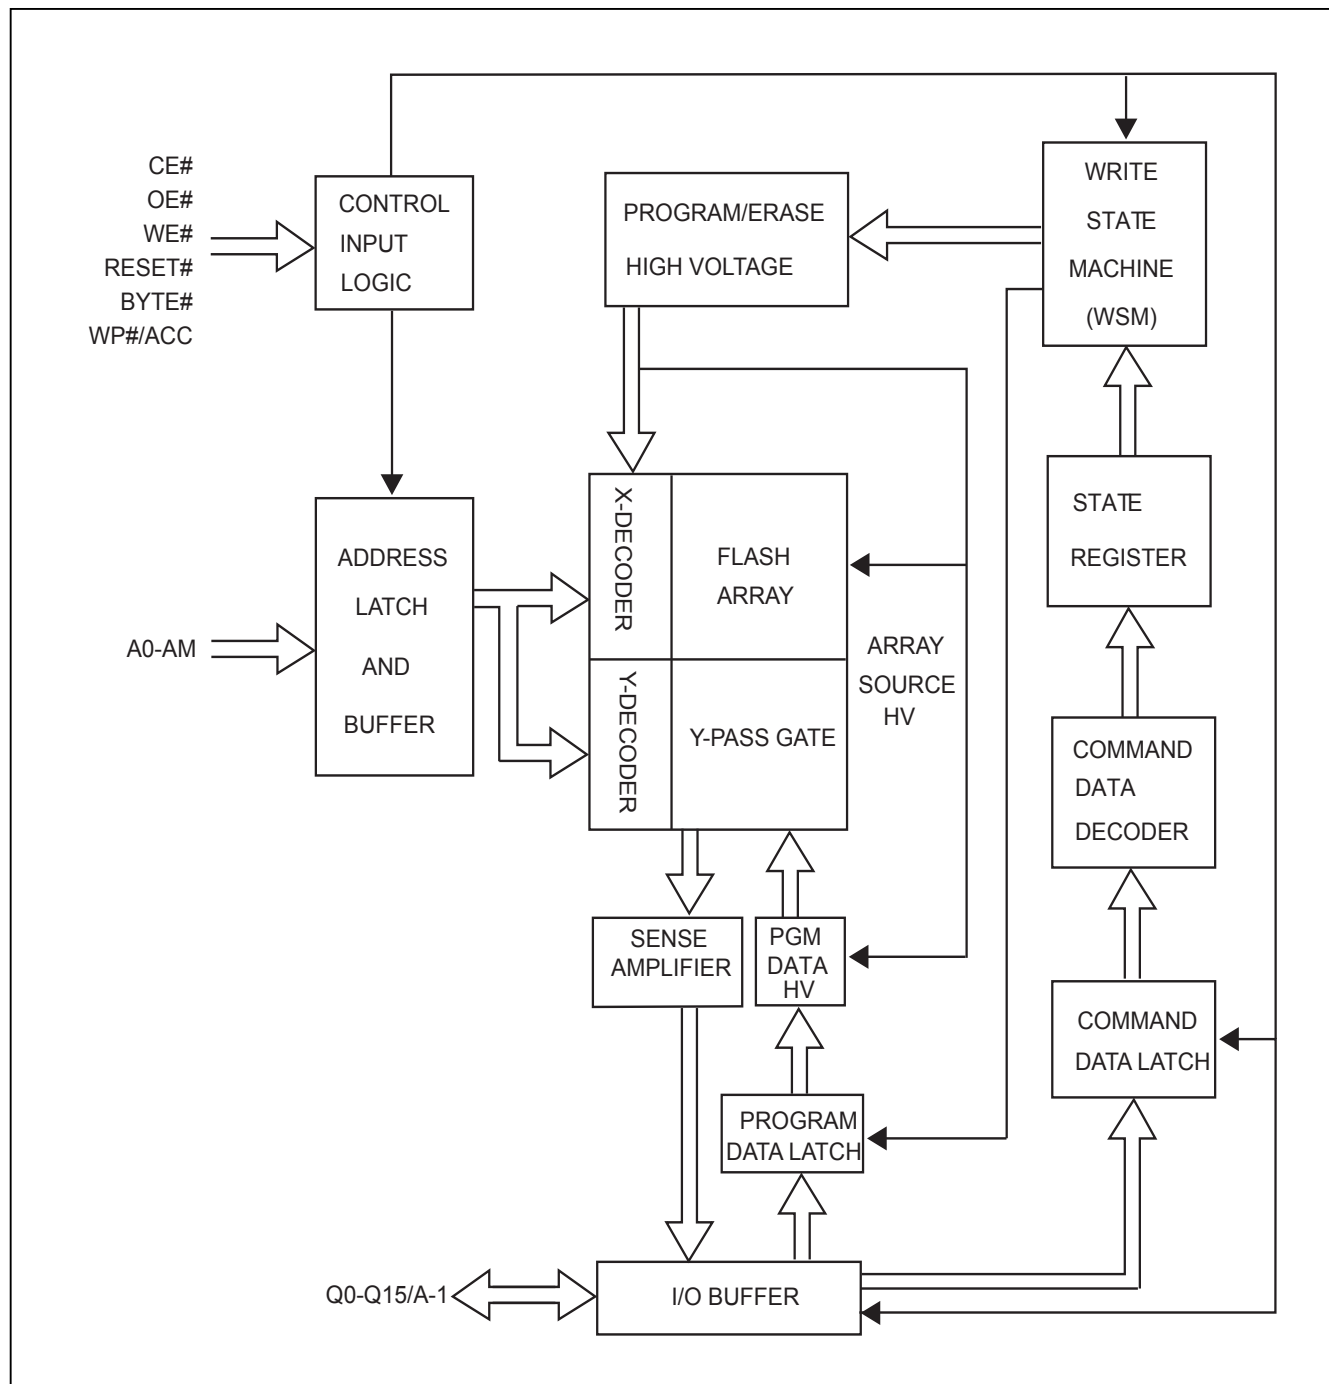 CE#
OE#
WE#
RESET#
BYTE#
WP#/ACC
CONTROL
INPUT
LOGIC
PROGRAM/ERASE
HIGH VOLTAGE
WRITE
STATE
MACHINE
(WSM)
STATE
REGISTER
A0-AM
ADDRESS
LATCH
AND
BUFFER
X-DECODER
FLASH
ARRAY
Y-DECODER
Y-PASS GATE
ARRAY
SOURCE
HV
COMMAND
DATA
DECODER
SENSE
AMPLIFIER
PGM
DATA
HV
COMMAND
DATA LATCH
PROGRAM
DATA LATCH
Q0-Q15/A-1
I/O BUFFER